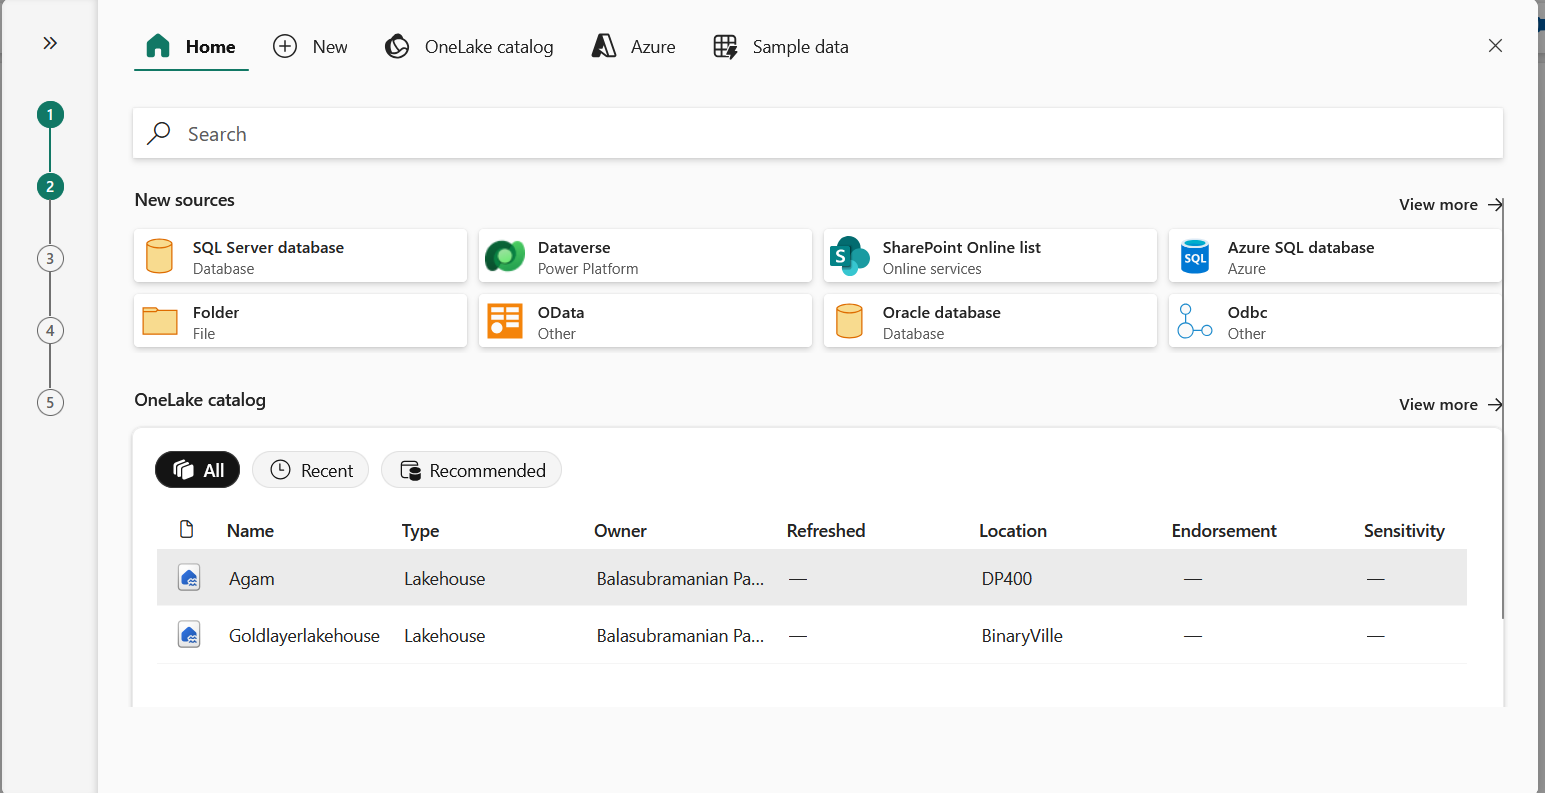 Home New OneLake catalog Azure Sample data
1
2
3
4
5
Search
New sources
View more
SQL Server database
Database
Dataverse
Power Platform
SharePoint Online list
Online services
Azure SQL database
Azure
Folder
File
OData
Other
Oracle database
Database
Odbc
Other
OneLake catalog
View more
All Recent Recommended
Name Type Owner Refreshed Location Endorsement Sensitivity
Agam Lakehouse Balasubramanian Pa... — DP400 — —
Goldlayerlakehouse Lakehouse Balasubramanian Pa... — BinaryVille — —